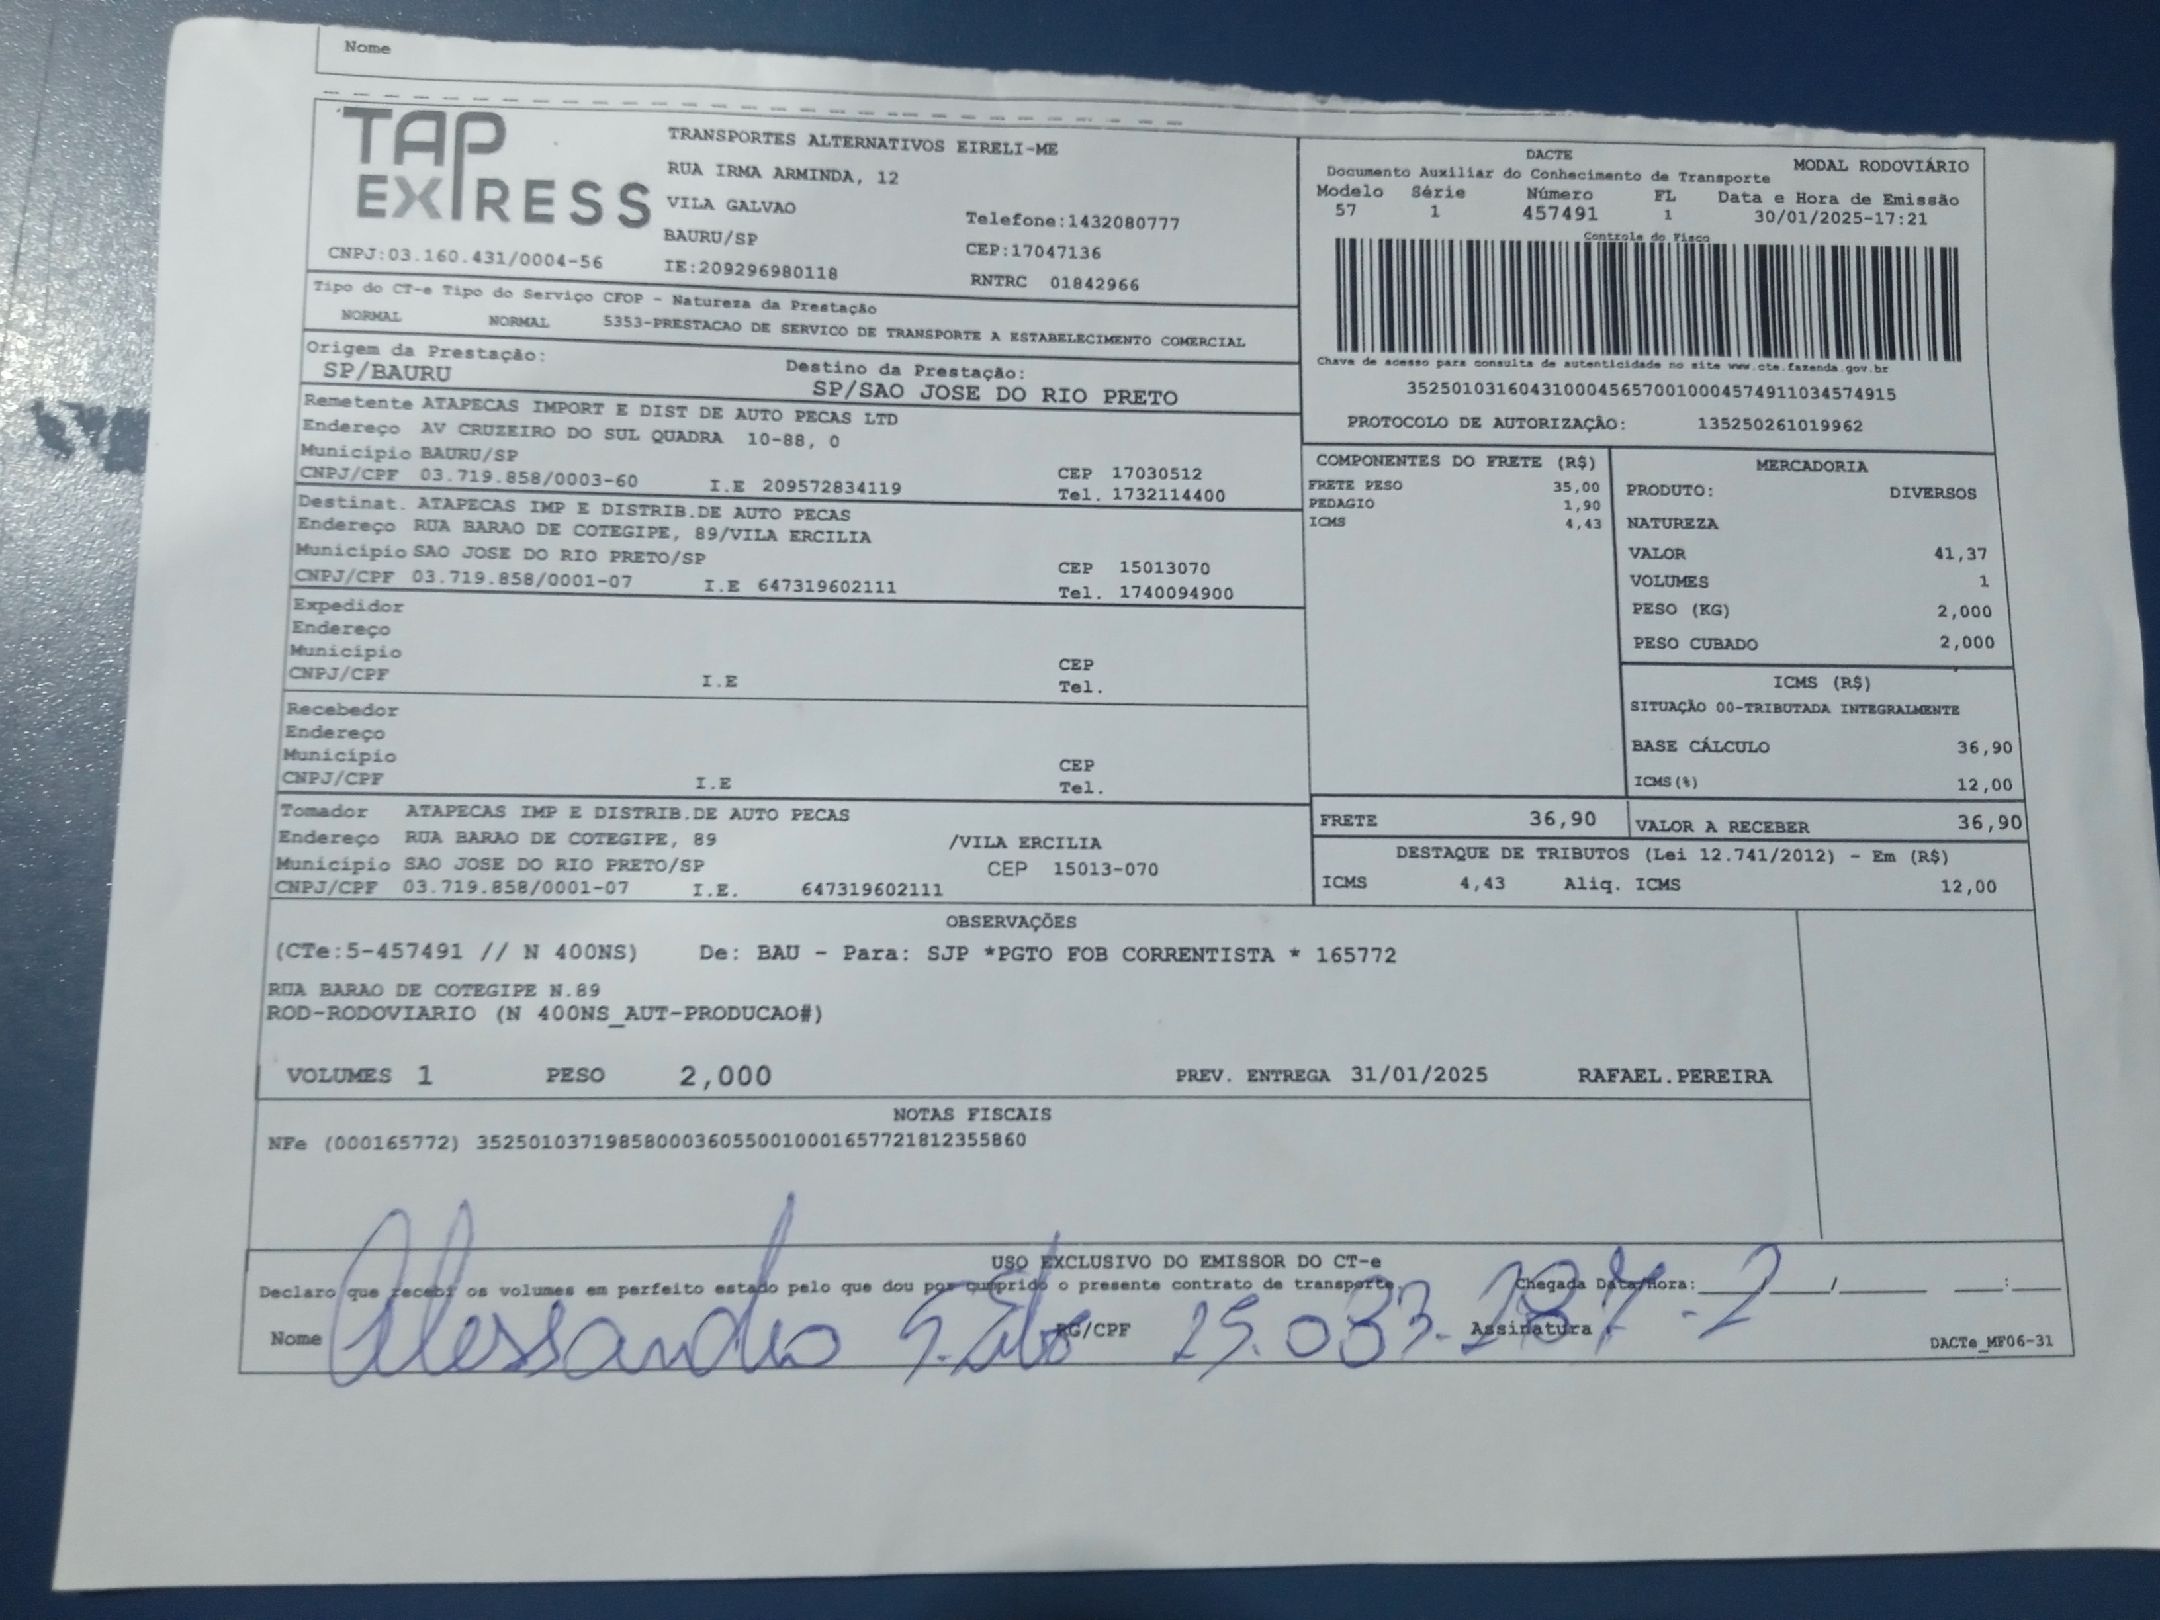 Nome
TAP EXPRESS
CNPJ:03.160.431/0004-56
TRANSPORTES ALTERNATIVOS EIRELI-ME
RUA IRMA ARMINDA, 12
VILA GALVAO
BAURU/SP
IE:209296980118
Telefone:1432080777
CEP:17047136
RNTRC 01842966
DACTE
MODAL RODOVIÁRIO
Documento Auxiliar do Conhecimento de Transporte
Modelo Série Número FL Data e Hora de Emissão
57 1 457491 1 30/01/2025-17:21
Controle do Fisco
Chave de acesso para consulta de autenticidade no site www.cte.fazenda.gov.br
35250103160431000456570010004574911034574915
PROTOCOLO DE AUTORIZAÇÃO: 135250261019962
Tipo do CT-e Tipo do Serviço CFOP - Natureza da Prestação
NORMAL NORMAL 5353-PRESTACAO DE SERVICO DE TRANSPORTE A ESTABELECIMENTO COMERCIAL
Origem da Prestação: Destino da Prestação:
SP/BAURU SP/SAO JOSE DO RIO PRETO
Remetente ATAPECAS IMPORT E DIST DE AUTO PECAS LTD
Endereço AV CRUZEIRO DO SUL QUADRA 10-88, 0
Município BAURU/SP CEP 17030512
CNPJ/CPF 03.719.858/0003-60 I.E 209572834119 Tel. 1732114400
Destinat. ATAPECAS IMP E DISTRIB.DE AUTO PECAS
Endereço RUA BARAO DE COTEGIPE, 89/VILA ERCILIA
Município SAO JOSE DO RIO PRETO/SP CEP 15013070
CNPJ/CPF 03.719.858/0001-07 I.E 647319602111 Tel. 1740094900
Expedidor
Endereço
Município CEP
CNPJ/CPF I.E Tel.
Recebedor
Endereço
Município CEP
CNPJ/CPF I.E Tel.
Tomador ATAPECAS IMP E DISTRIB.DE AUTO PECAS
Endereço RUA BARAO DE COTEGIPE, 89 /VILA ERCILIA
Município SAO JOSE DO RIO PRETO/SP CEP 15013-070
CNPJ/CPF 03.719.858/0001-07 I.E. 647319602111
COMPONENTES DO FRETE (R$)
FRETE PESO 35,00
PEDAGIO 1,90
ICMS 4,43
MERCADORIA
PRODUTO: DIVERSOS
NATUREZA
VALOR 41,37
VOLUMES 1
PESO (KG) 2,000
PESO CUBADO 2,000
ICMS (R$)
SITUAÇÃO 00-TRIBUTADA INTEGRALMENTE
BASE CÁLCULO 36,90
ICMS(%) 12,00
FRETE 36,90 VALOR A RECEBER 36,90
DESTAQUE DE TRIBUTOS (Lei 12.741/2012) - Em (R$)
ICMS 4,43 Aliq. ICMS 12,00
OBSERVAÇÕES
(CTe:5-457491 // N 400NS) De: BAU - Para: SJP *PGTO FOB CORRENTISTA * 165772
RUA BARAO DE COTEGIPE N.89
ROD-RODOVIARIO (N 400NS_AUT-PRODUCAO#)
VOLUMES 1 PESO 2,000 PREV. ENTREGA 31/01/2025 RAFAEL.PEREIRA
NOTAS FISCAIS
NFe (000165772) 35250103719858000360550010001657721812355860
USO EXCLUSIVO DO EMISSOR DO CT-e
Declaro que recebi os volumes em perfeito estado pelo que dou por cumprido o presente contrato de transporte. Chegada Data/Hora:____/____ __:__
Nome Alessandro RG/CPF Assinatura
DACTe_MF06-31